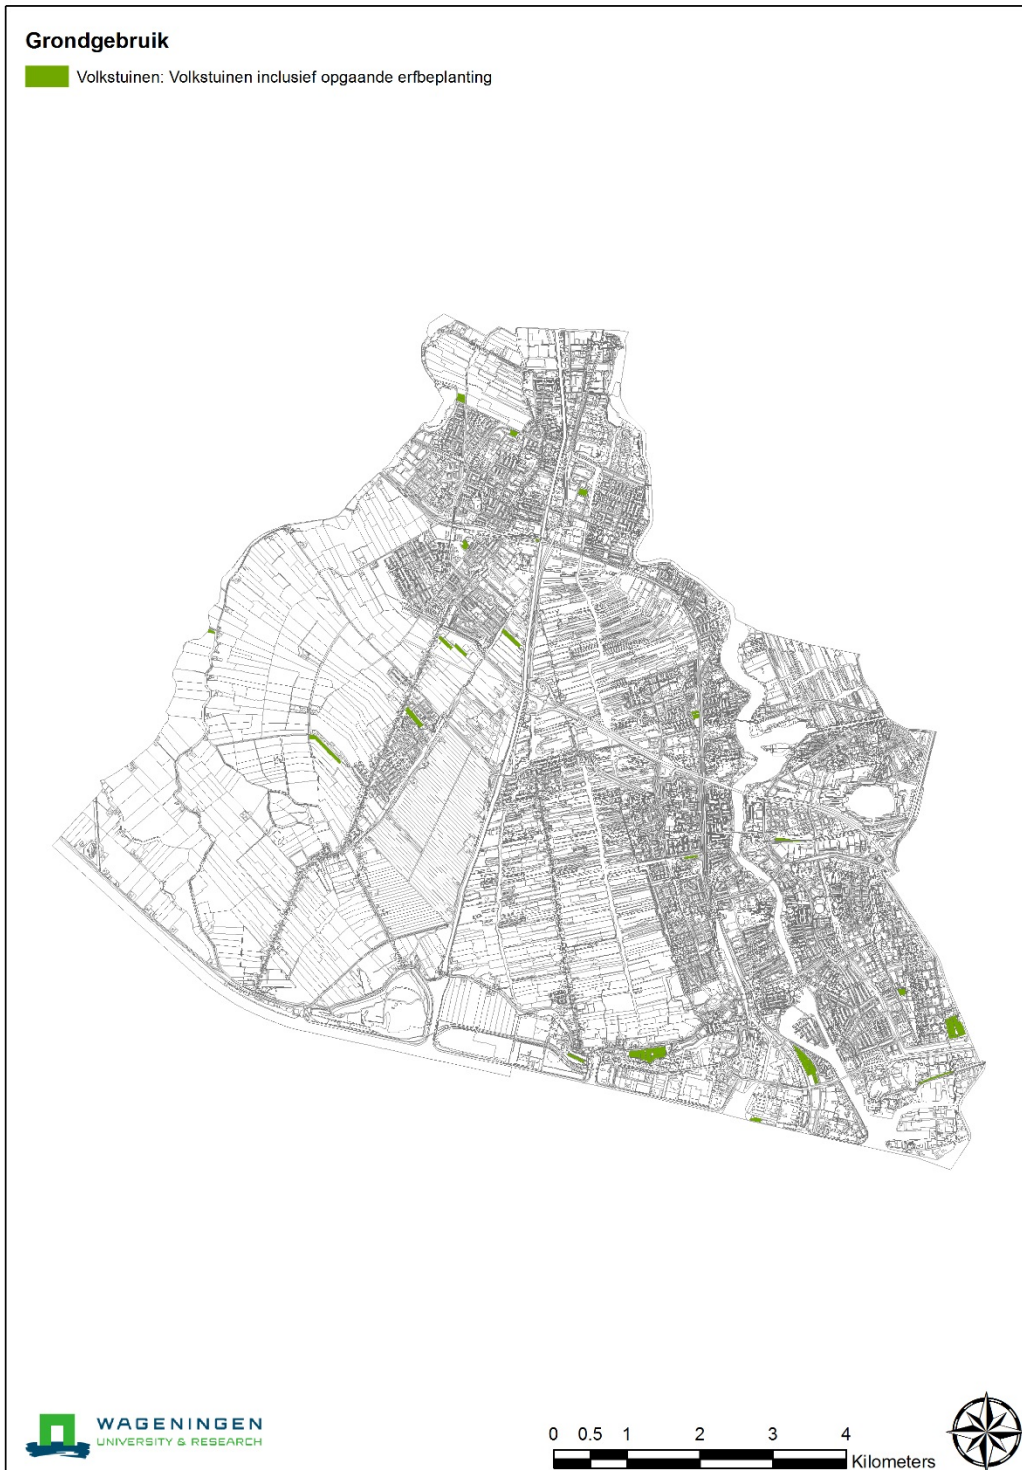 Grondgebruik
Volkstuinen: Volkstuinen inclusief opgaande erfbeplanting
WAGENINGEN
UNIVERSITY & RESEARCH
0 0.5 1 2 3 4
Kilometers